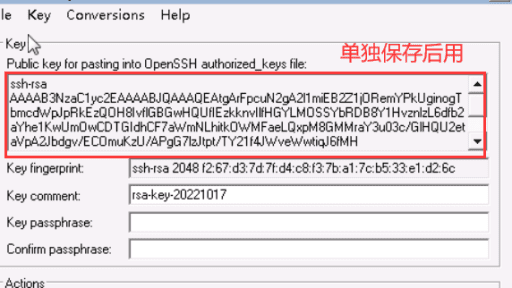 le Key Conversions Help
Key
单独保存后用
Public key for pasting into OpenSSH authorized_keys file:
ssh-rsa
AAAAB3NzaC1yc2EAAAABJQAAAQEAtgArFpcuN2gA2I1miEB2Z1jORemYPkUginogT
bmcdWpJpRkEzQOH8IvflGBGwHQUflEzkknvIlfHGYLMOSSYbRDB8Y1HvznlzL6dfb2
aYhe1KwUmOwCDTGIdhCF7aWmNLhitkOWMFaeLQxpM8GMMraY3u03c/GlHQU2et
aVpA2Jbdgv/ECOmuKzU/APgG7lzJtpt/TY21f4JWveWwtiqJ6fMH
Key fingerprint: ssh-rsa 2048 f2:67:d3:7d:7f:d4:c8:f3:7b:a1:7c:b5:33:e1:d2:6c
Key comment: rsa-key-20221017
Key passphrase:
Confirm passphrase:
Actions